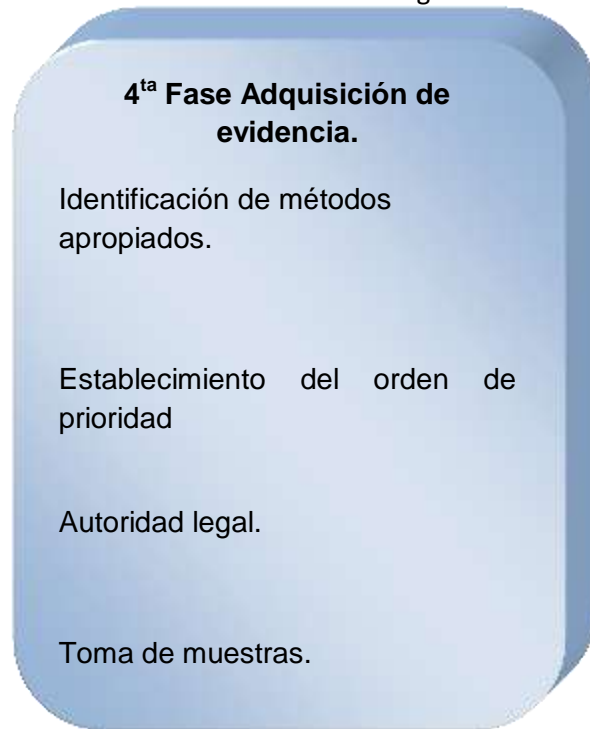 4ta Fase Adquisición de
evidencia.
Identificación de métodos
apropiados.
Establecimiento del orden de
prioridad
Autoridad legal.
Toma de muestras.